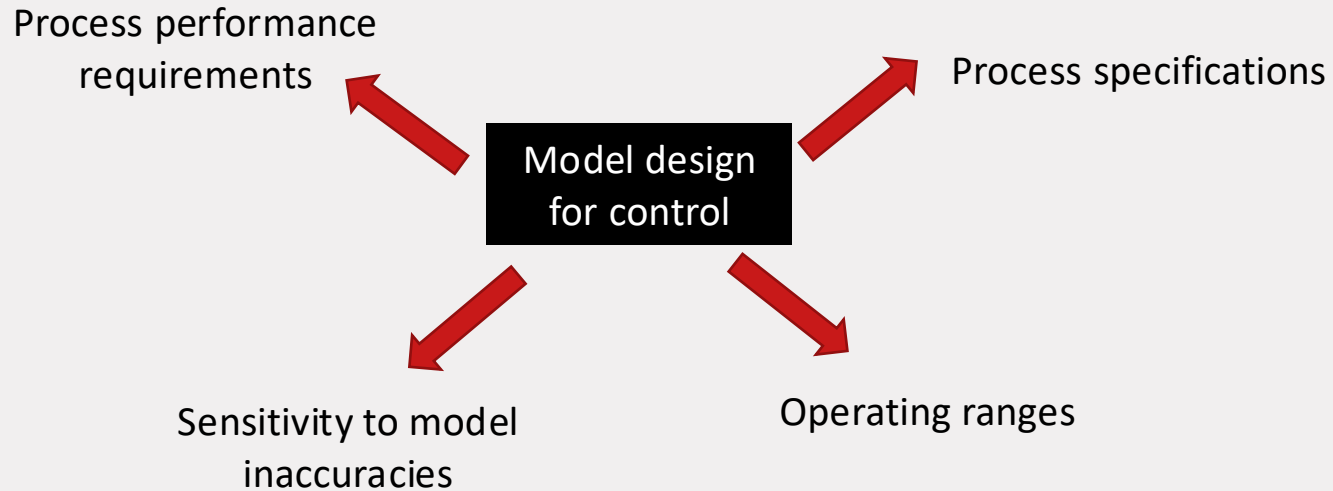 Process performance
requirements
Process specifications
Model design
for control
Sensitivity to model
inaccuracies
Operating ranges